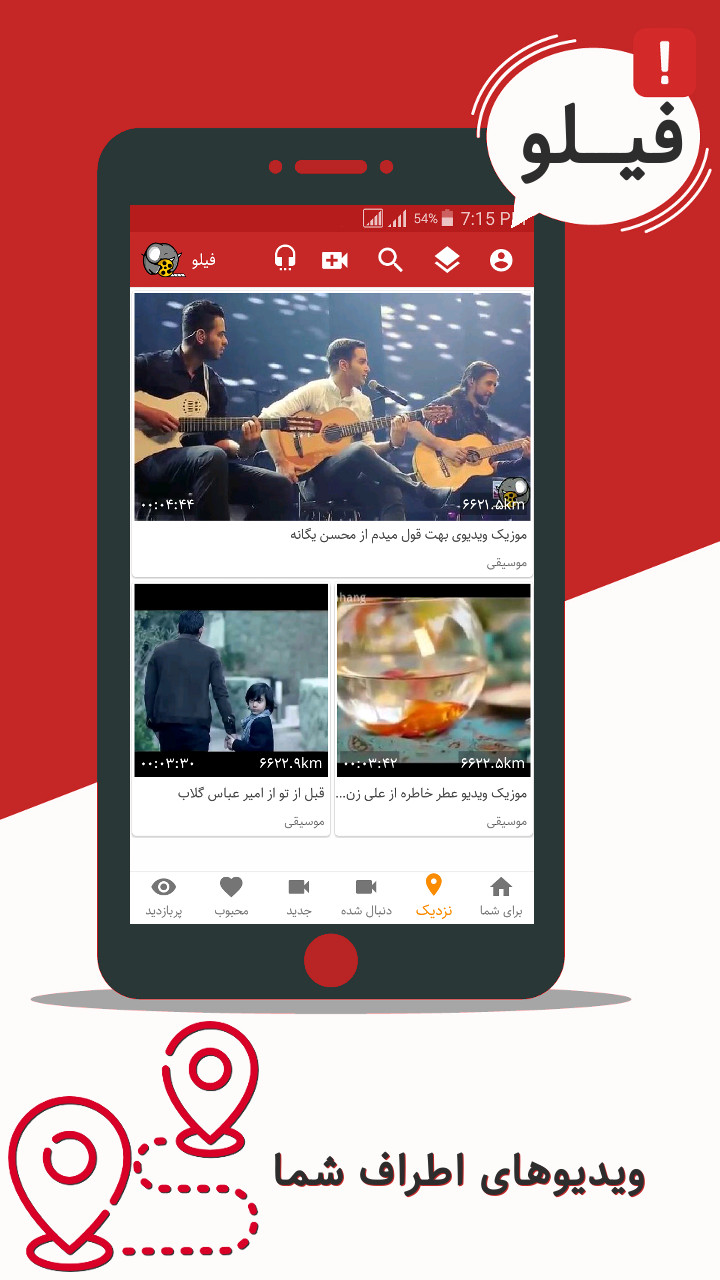 !
فیـلو
54%
7:15 P
فیلو
۰۰:۰۴:۴۴
۶۶۲۱.۵km
موزیک ویدیوی بهت قول میدم از محسن یگانه
موسیقی
hang
۰۰:۰۳:۴۲
۶۶۲۲.۵km
موزیک ویدیو عطر خاطره از علی زن...
موسیقی
۰۰:۰۳:۳۰
۶۶۲۲.۹km
قبل از تو از امیر عباس گلاب
موسیقی
برای شما نزدیک دنبال شده جدید محبوب پربازدید
ویدیوهای اطراف شما